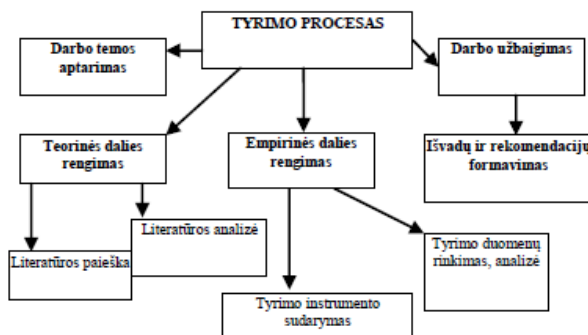 TYRIMO PROCESAS
Darbo temos
aptarimas
Darbo užbaigimas
Teorinės dalies
rengimas
Empirinės dalies
rengimas
Išvadų ir rekomendacijų
formavimas
Literatūros analizė
Literatūros paieška
Tyrimo duomenų
rinkimas, analizė
Tyrimo instrumento
sudarymas